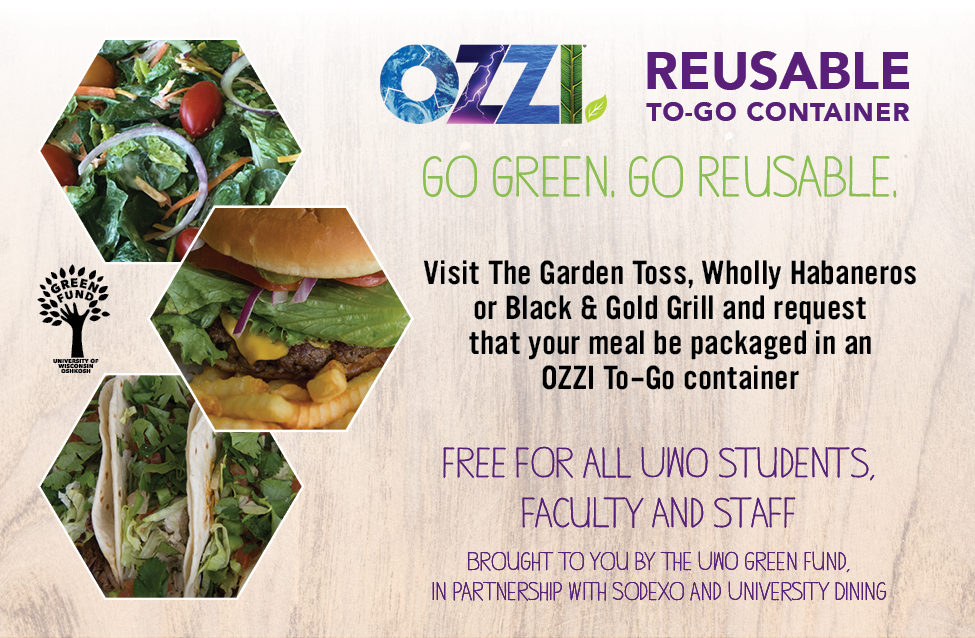 OZZI
REUSABLE
TO-GO CONTAINER
GO GREEN. GO REUSABLE.
Visit The Garden Toss, Wholly Habaneros
or Black & Gold Grill and request
that your meal be packaged in an
OZZI To-Go container
GREEN
FUND
UNIVERSITY OF
WISCONSIN
OSHKOSH
FREE FOR ALL UWO STUDENTS,
FACULTY AND STAFF
BROUGHT TO YOU BY THE UWO GREEN FUND,
IN PARTNERSHIP WITH SODEXO AND UNIVERSITY DINING